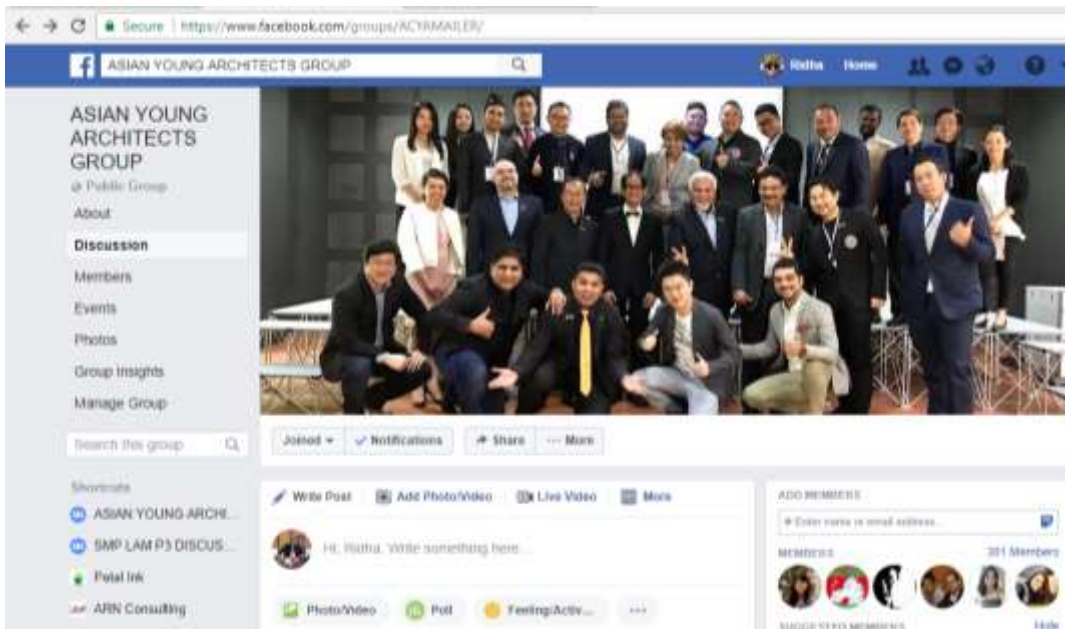 Secure https://www.facebook.com/groups/ACYAMAILER/
f ASIAN YOUNG ARCHITECTS GROUP
Ridha Home
ASIAN YOUNG
ARCHITECTS
GROUP
Public Group
About
Discussion
Members
Events
Photos
Group Insights
Manage Group
Search this group
Joined Notifications Share More
Shortcuts
ASIAN YOUNG ARCHI...
SMP LAM P3 DISCUS...
Petal Ink
ARN Consulting
Write Post Add Photo/Video Live Video More
Hi, Ridha. Write something here...
Photo/Video Poll Feeling/Activ...
ADD MEMBERS
+ Enter name or email address...
MEMBERS 301 Members
SUGGESTED MEMBERS Hide